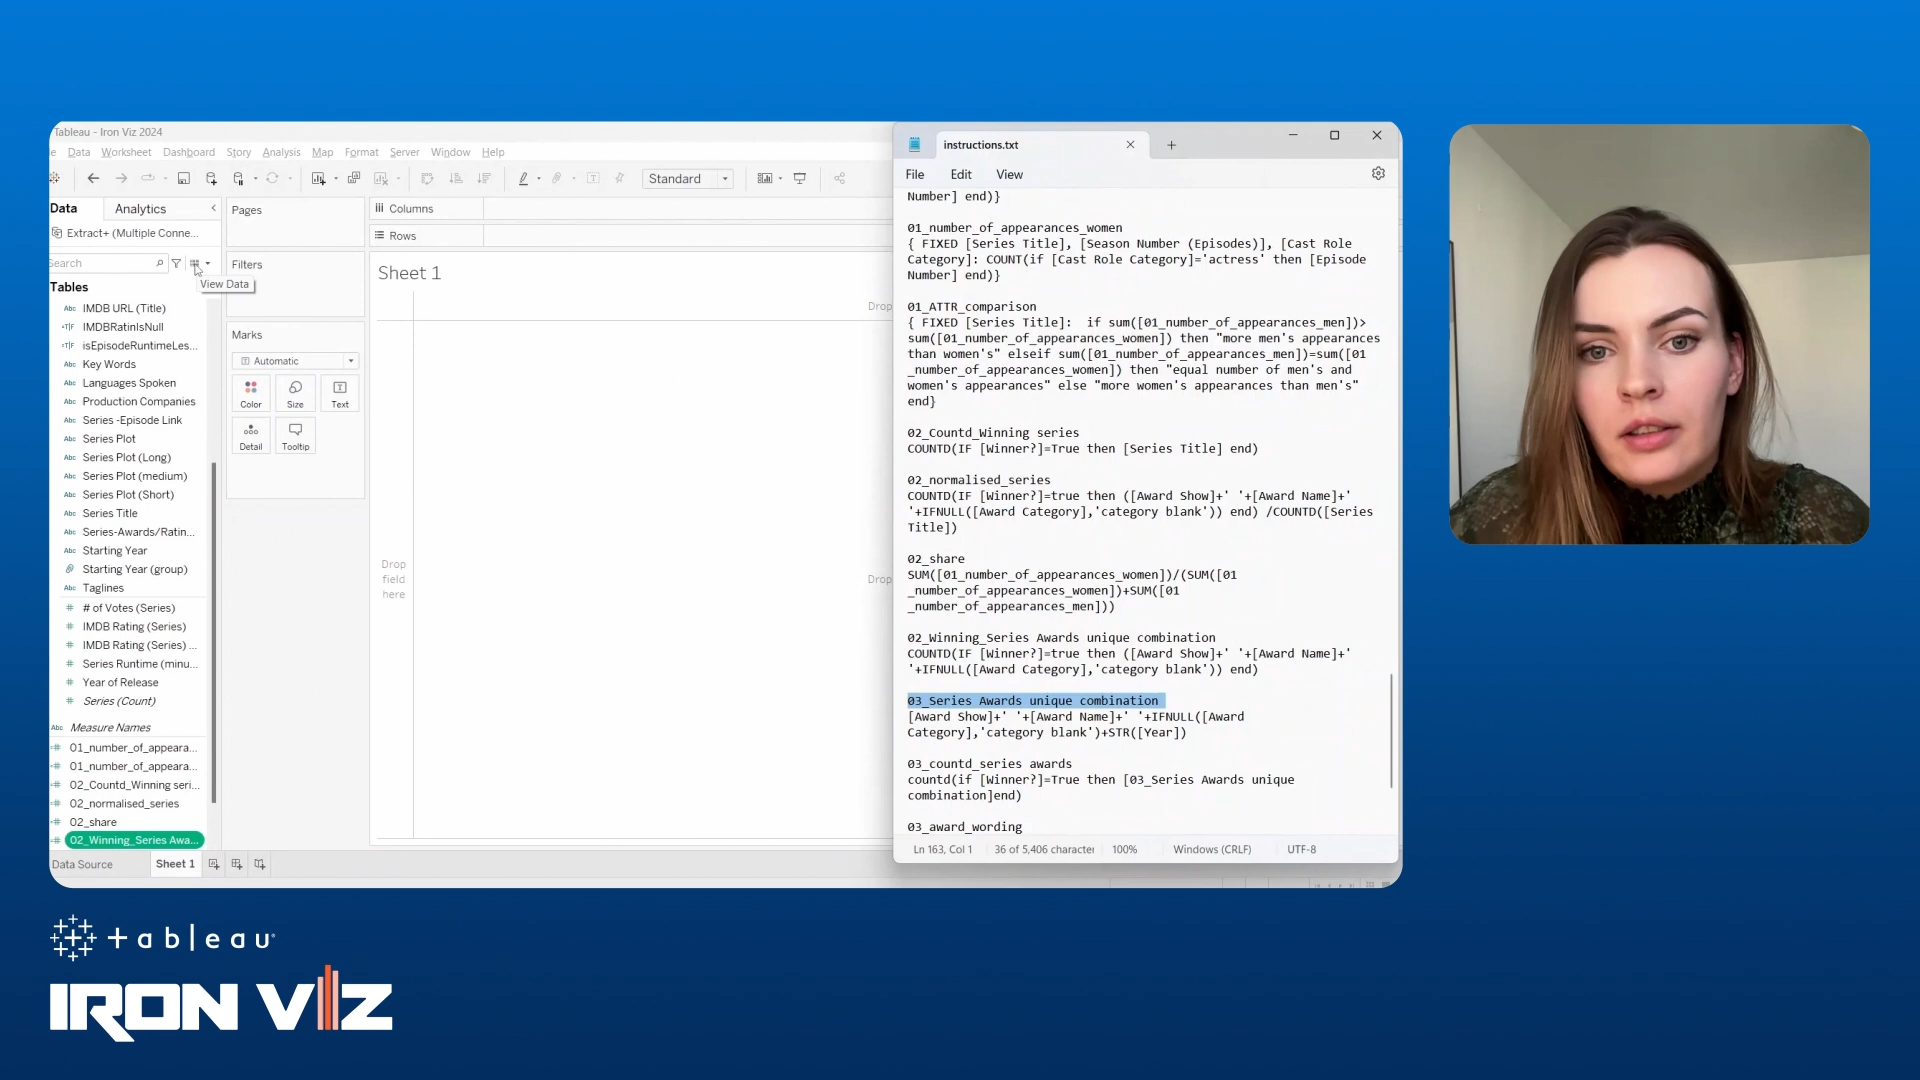 Tableau - Iron Viz 2024
Data Worksheet Dashboard Story Analysis Map Format Server Window Help
Standard
Data Analytics
Extract+ (Multiple Conne...
Search
View Data
Tables
IMDB URL (Title)
IMDBRatinIsNull
isEpisodeRuntimeLes...
Key Words
Languages Spoken
Production Companies
Series -Episode Link
Series Plot
Series Plot (Long)
Series Plot (medium)
Series Plot (Short)
Series Title
Series-Awards/Ratin...
Starting Year
Starting Year (group)
Taglines
# of Votes (Series)
IMDB Rating (Series)
IMDB Rating (Series) ...
Series Runtime (minu...
Year of Release
Series (Count)
Measure Names
01_number_of_appeara...
01_number_of_appeara...
02_Countd_Winning seri...
02_normalised_series
02_share
02_Winning_Series Awa...
Data Source
Sheet 1
Pages
Filters
Marks
Automatic
Color Size Text
Detail Tooltip
Columns
Rows
Sheet 1
Drop
Drop
field
here
Drop
instructions.txt
File Edit View
Number] end)}
01_number_of_appearances_women
{ FIXED [Series Title], [Season Number (Episodes)], [Cast Role
Category]: COUNT(if [Cast Role Category]='actress' then [Episode
Number] end)}
01_ATTR_comparison
{ FIXED [Series Title]:  if sum([01_number_of_appearances_men])>
sum([01_number_of_appearances_women]) then "more men's appearances
than women's" elseif sum([01_number_of_appearances_men])=sum([01
_number_of_appearances_women]) then "equal number of men's and
women's appearances" else "more women's appearances than men's"
end}
02_Countd_Winning series
COUNTD(IF [Winner?]=True then [Series Title] end)
02_normalised_series
COUNTD(IF [Winner?]=true then ([Award Show]+' '+[Award Name]+'
'+IFNULL([Award Category],'category blank')) end) /COUNTD([Series
Title])
02_share
SUM([01_number_of_appearances_women])/(SUM([01
_number_of_appearances_women])+SUM([01
_number_of_appearances_men]))
02_Winning_Series Awards unique combination
COUNTD(IF [Winner?]=true then ([Award Show]+' '+[Award Name]+'
'+IFNULL([Award Category],'category blank')) end)
03_Series Awards unique combination
[Award Show]+' '+[Award Name]+' '+IFNULL([Award
Category],'category blank')+STR([Year])
03_countd_series awards
countd(if [Winner?]=True then [03_Series Awards unique
combination]end)
03_award_wording
Ln 163, Col 1 36 of 5,406 character 100% Windows (CRLF) UTF-8
+ableau
IRON VIZ